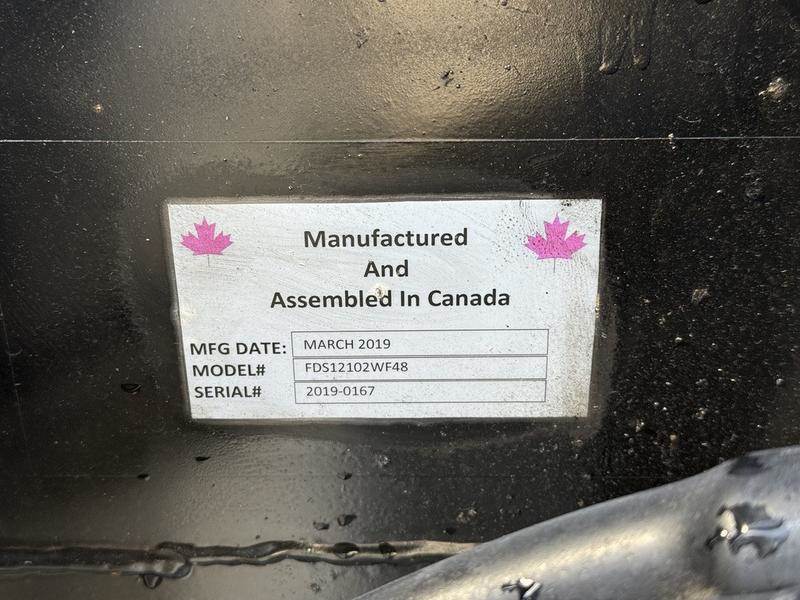 Manufactured
And
Assembled In Canada
MFG DATE: MARCH 2019
MODEL# FDS12102WF48
SERIAL# 2019-0167